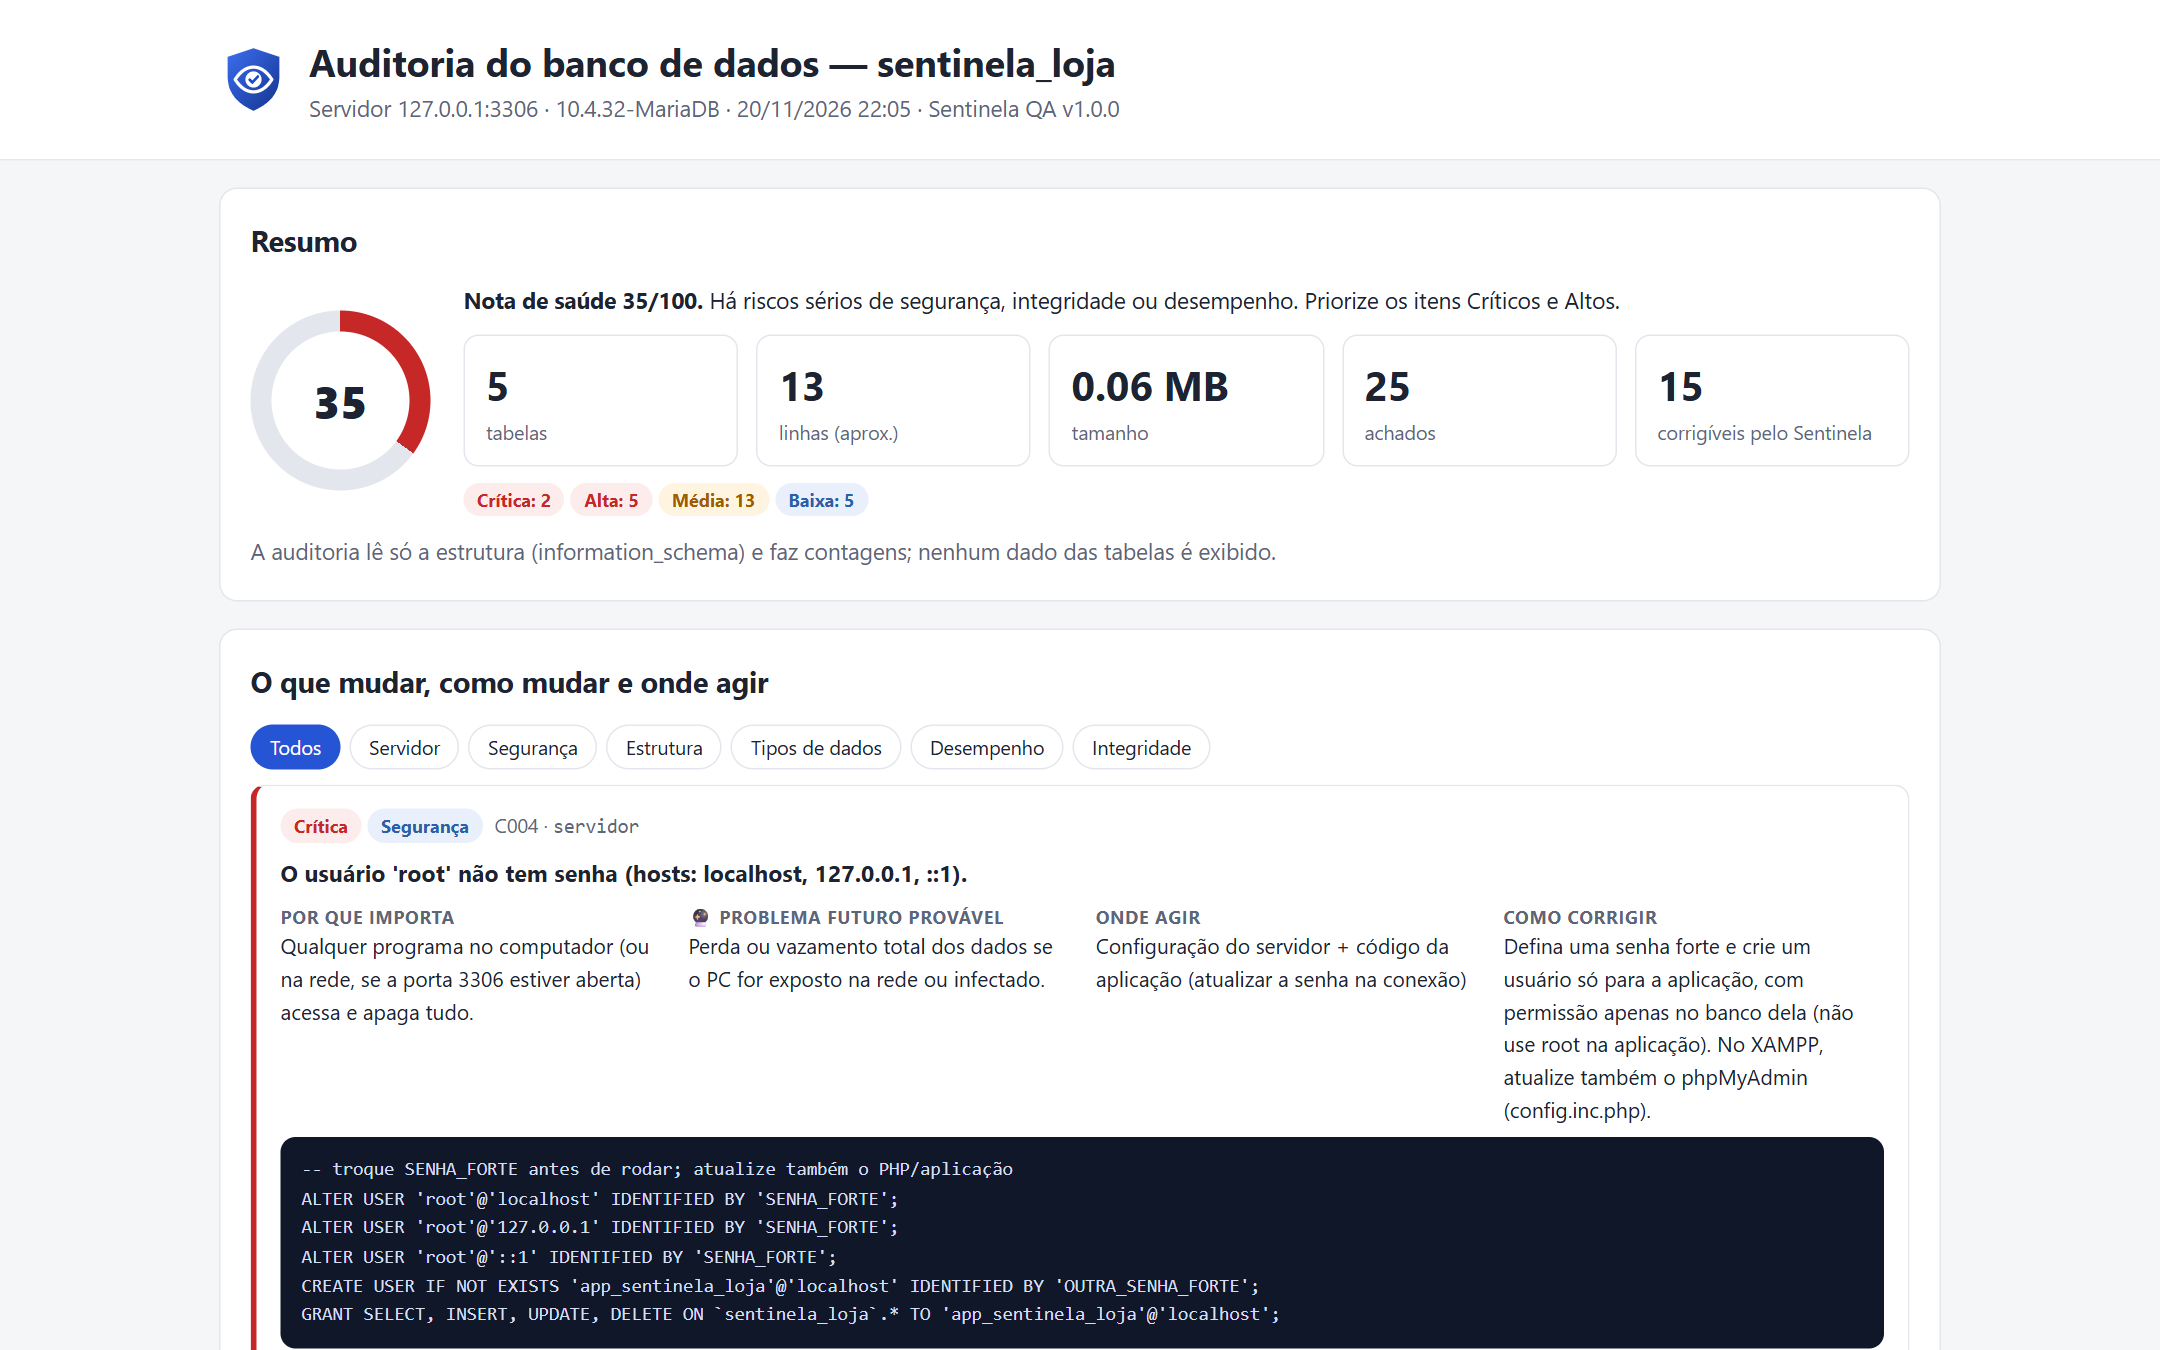 Auditoria do banco de dados — sentinela_loja
Servidor 127.0.0.1:3306 · 10.4.32-MariaDB · 20/11/2026 22:05 · Sentinela QA v1.0.0
Resumo
35
Nota de saúde 35/100. Há riscos sérios de segurança, integridade ou desempenho. Priorize os itens Críticos e Altos.
5
tabelas
13
linhas (aprox.)
0.06 MB
tamanho
25
achados
15
corrigíveis pelo Sentinela
Crítica: 2 Alta: 5 Média: 13 Baixa: 5
A auditoria lê só a estrutura (information_schema) e faz contagens; nenhum dado das tabelas é exibido.
O que mudar, como mudar e onde agir
Todos Servidor Segurança Estrutura Tipos de dados Desempenho Integridade
Crítica Segurança C004 · servidor
O usuário 'root' não tem senha (hosts: localhost, 127.0.0.1, ::1).
POR QUE IMPORTA
Qualquer programa no computador (ou
na rede, se a porta 3306 estiver aberta)
acessa e apaga tudo.
PROBLEMA FUTURO PROVÁVEL
Perda ou vazamento total dos dados se
o PC for exposto na rede ou infectado.
ONDE AGIR
Configuração do servidor + código da
aplicação (atualizar a senha na conexão)
COMO CORRIGIR
Defina uma senha forte e crie um
usuário só para a aplicação, com
permissão apenas no banco dela (não
use root na aplicação). No XAMPP,
atualize também o phpMyAdmin
(config.inc.php).
-- troque SENHA_FORTE antes de rodar; atualize também o PHP/aplicação
ALTER USER 'root'@'localhost' IDENTIFIED BY 'SENHA_FORTE';
ALTER USER 'root'@'127.0.0.1' IDENTIFIED BY 'SENHA_FORTE';
ALTER USER 'root'@'::1' IDENTIFIED BY 'SENHA_FORTE';
CREATE USER IF NOT EXISTS 'app_sentinela_loja'@'localhost' IDENTIFIED BY 'OUTRA_SENHA_FORTE';
GRANT SELECT, INSERT, UPDATE, DELETE ON `sentinela_loja`.* TO 'app_sentinela_loja'@'localhost';